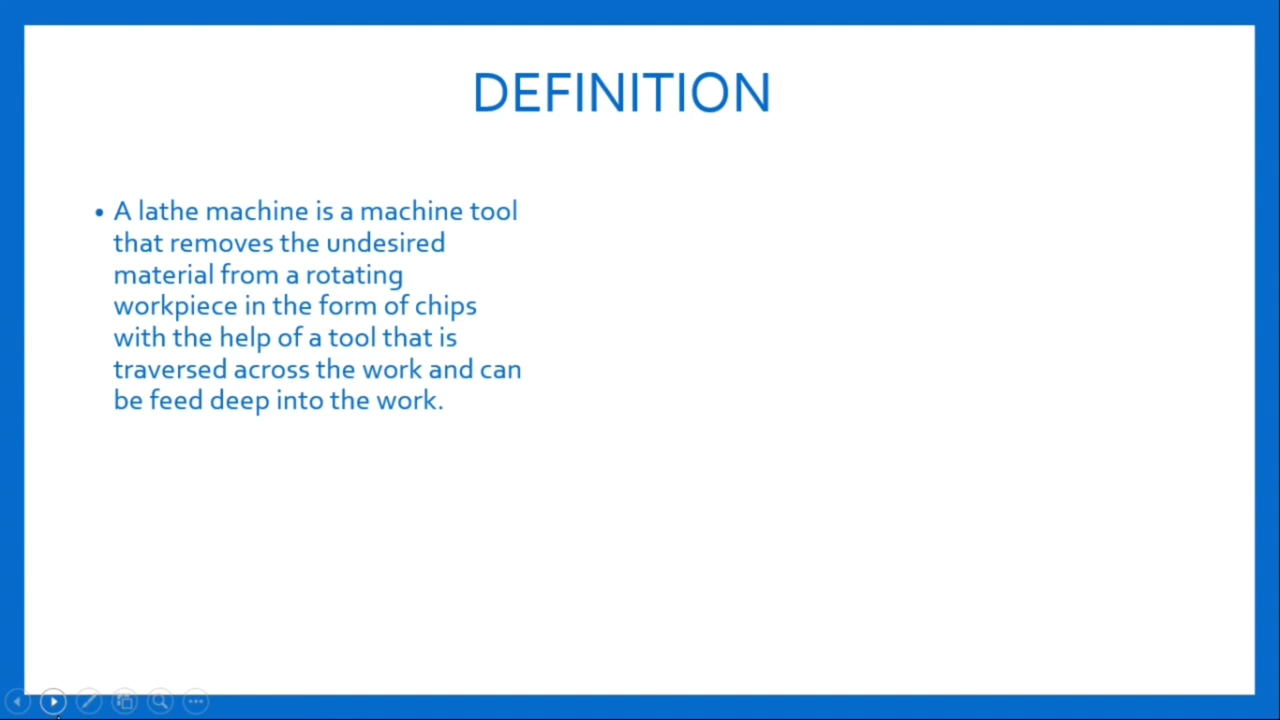 DEFINITION
• A lathe machine is a machine tool
that removes the undesired
material from a rotating
workpiece in the form of chips
with the help of a tool that is
traversed across the work and can
be feed deep into the work.